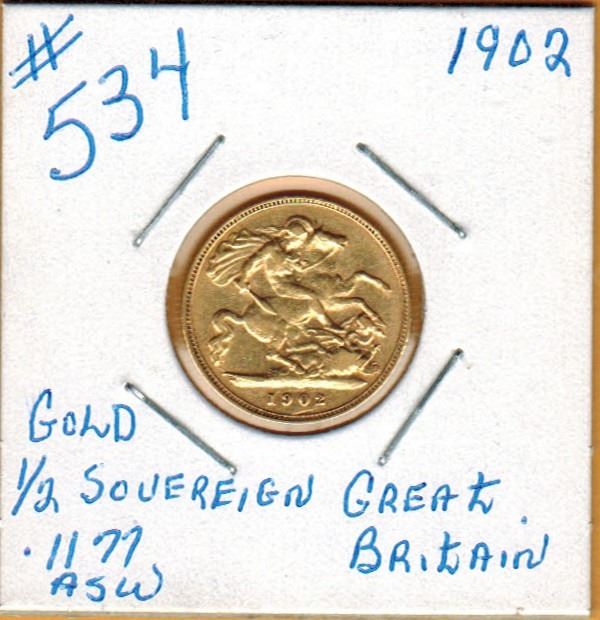 # 1902
534
1902
GOLD
1/2 SOVEREIGN GREAT
.1177 BRITAIN
ASW